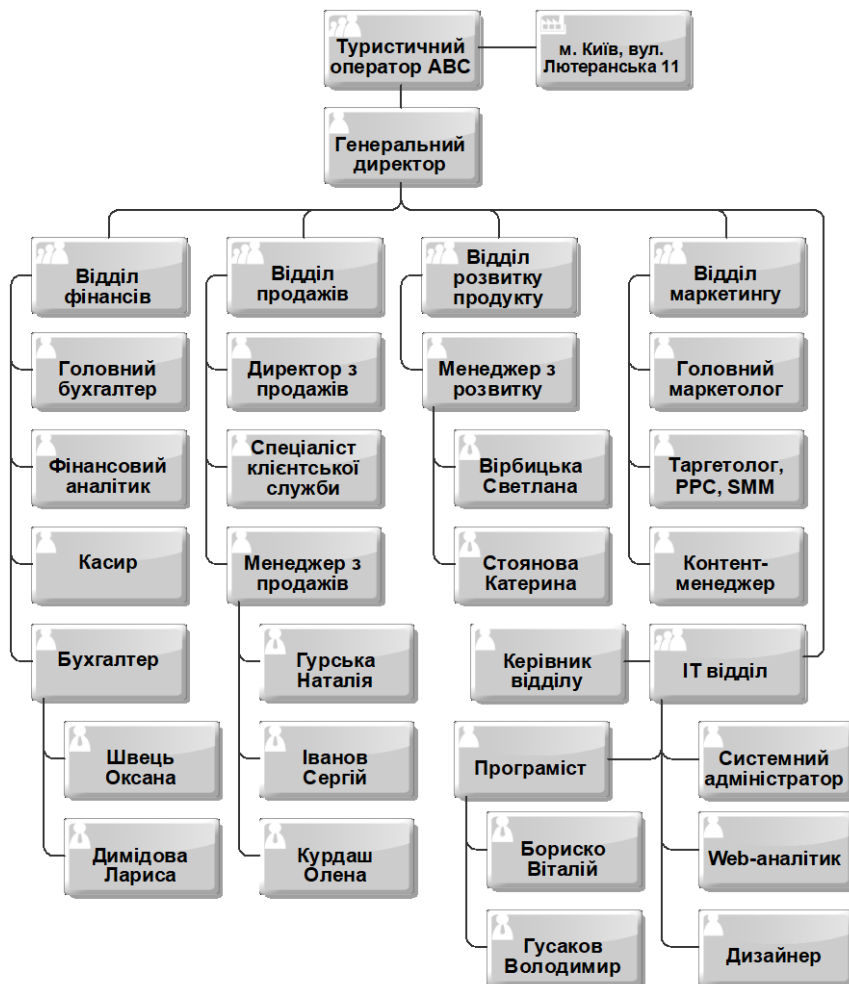 Туристичний
оператор АВС
м. Київ, вул.
Лютеранська 11
Генеральний
директор
Відділ
фінансів
Відділ
продажів
Відділ
розвитку
продукту
Відділ
маркетингу
Головний
бухгалтер
Директор з
продажів
Менеджер з
розвитку
Головний
маркетолог
Фінансовий
аналітик
Спеціаліст
клієнтської
служби
Вірбицька
Светлана
Таргетолог,
PPC, SMM
Касир
Менеджер з
продажів
Стоянова
Катерина
Контент-
менеджер
Бухгалтер
Гурська
Наталія
Керівник
відділу
ІТ відділ
Швець
Оксана
Іванов
Сергій
Програміст
Системний
адміністратор
Димідова
Лариса
Курдаш
Олена
Бориско
Віталій
Web-аналітик
Гусаков
Володимир
Дизайнер